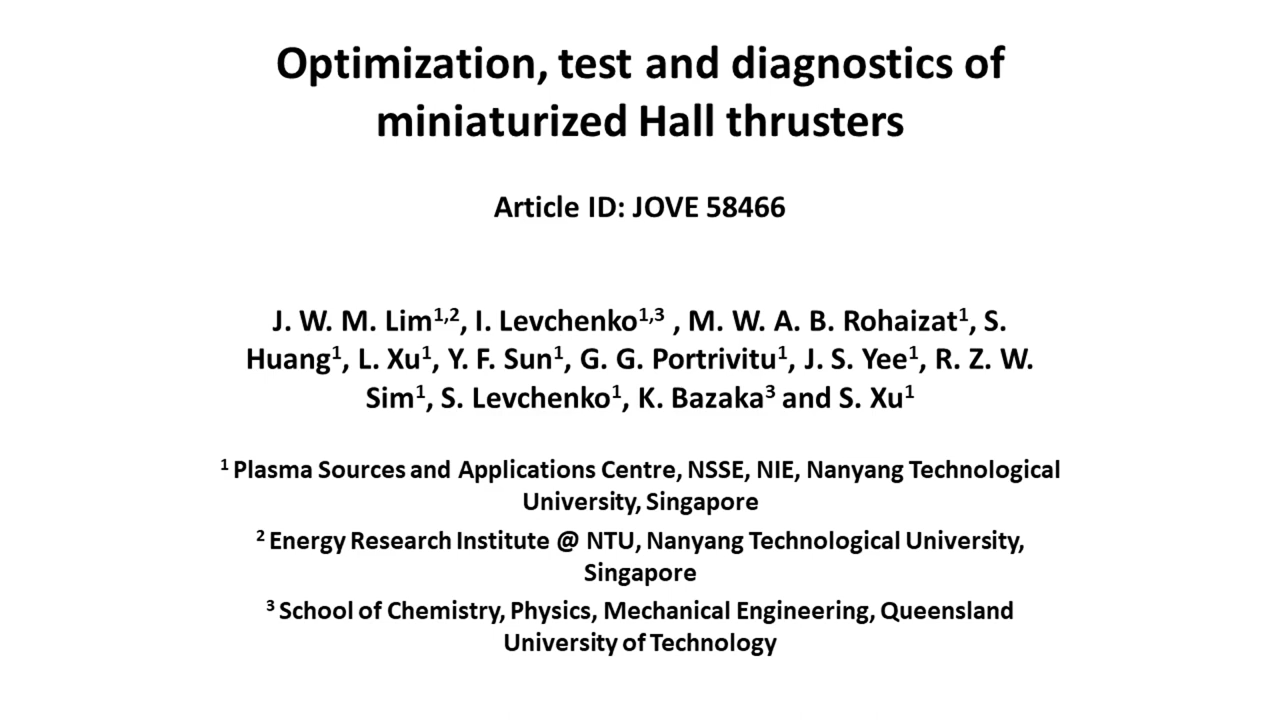 Optimization, test and diagnostics of
miniaturized Hall thrusters
Article ID: JOVE 58466
J. W. M. Lim¹,², I. Levchenko¹,³ , M. W. A. B. Rohaizat¹, S.
Huang¹, L. Xu¹, Y. F. Sun¹, G. G. Portrivitu¹, J. S. Yee¹, R. Z. W.
Sim¹, S. Levchenko¹, K. Bazaka³ and S. Xu¹
¹ Plasma Sources and Applications Centre, NSSE, NIE, Nanyang Technological
University, Singapore
² Energy Research Institute @ NTU, Nanyang Technological University,
Singapore
³ School of Chemistry, Physics, Mechanical Engineering, Queensland
University of Technology